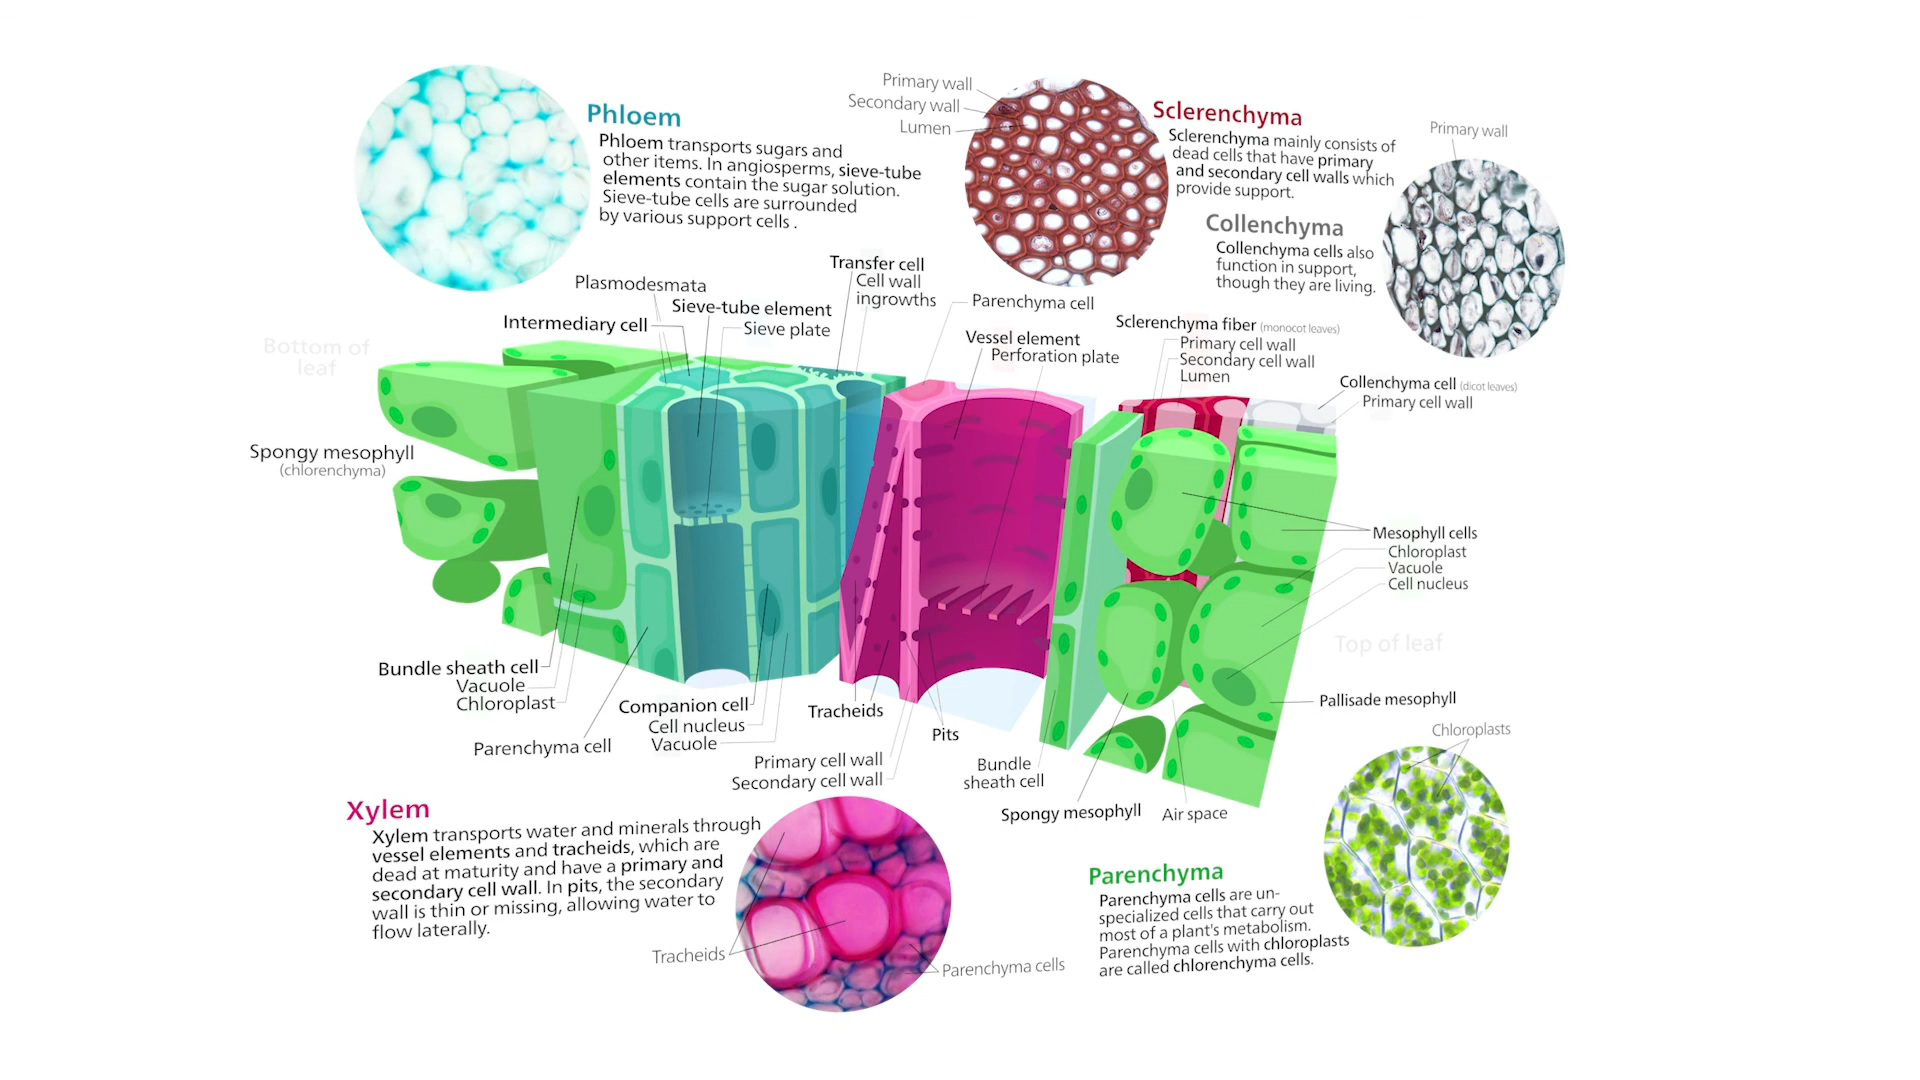 Phloem
Phloem transports sugars and
other items. In angiosperms, sieve-tube
elements contain the sugar solution.
Sieve-tube cells are surrounded
by various support cells .
Primary wall
Secondary wall
Lumen
Sclerenchyma
Sclerenchyma mainly consists of
dead cells that have primary
and secondary cell walls which
provide support.
Primary wall
Collenchyma
Collenchyma cells also
function in support,
though they are living.
Plasmodesmata
Intermediary cell
Sieve-tube element
Sieve plate
Transfer cell
Cell wall
ingrowths
Parenchyma cell
Vessel element
Perforation plate
Sclerenchyma fiber (monocot leaves)
Primary cell wall
Secondary cell wall
Lumen
Collenchyma cell (dicot leaves)
Primary cell wall
Bottom of
leaf
Spongy mesophyll
(chlorenchyma)
Mesophyll cells
Chloroplast
Vacuole
Cell nucleus
Top of leaf
Pallisade mesophyll
Bundle sheath cell
Vacuole
Chloroplast
Parenchyma cell
Companion cell
Cell nucleus
Vacuole
Tracheids
Pits
Primary cell wall
Secondary cell wall
Bundle
sheath cell
Spongy mesophyll
Air space
Xylem
Xylem transports water and minerals through
vessel elements and tracheids, which are
dead at maturity and have a primary and
secondary cell wall. In pits, the secondary
wall is thin or missing, allowing water to
flow laterally.
Tracheids
Parenchyma cells
Chloroplasts
Parenchyma
Parenchyma cells are un-
specialized cells that carry out
most of a plant's metabolism.
Parenchyma cells with chloroplasts
are called chlorenchyma cells.